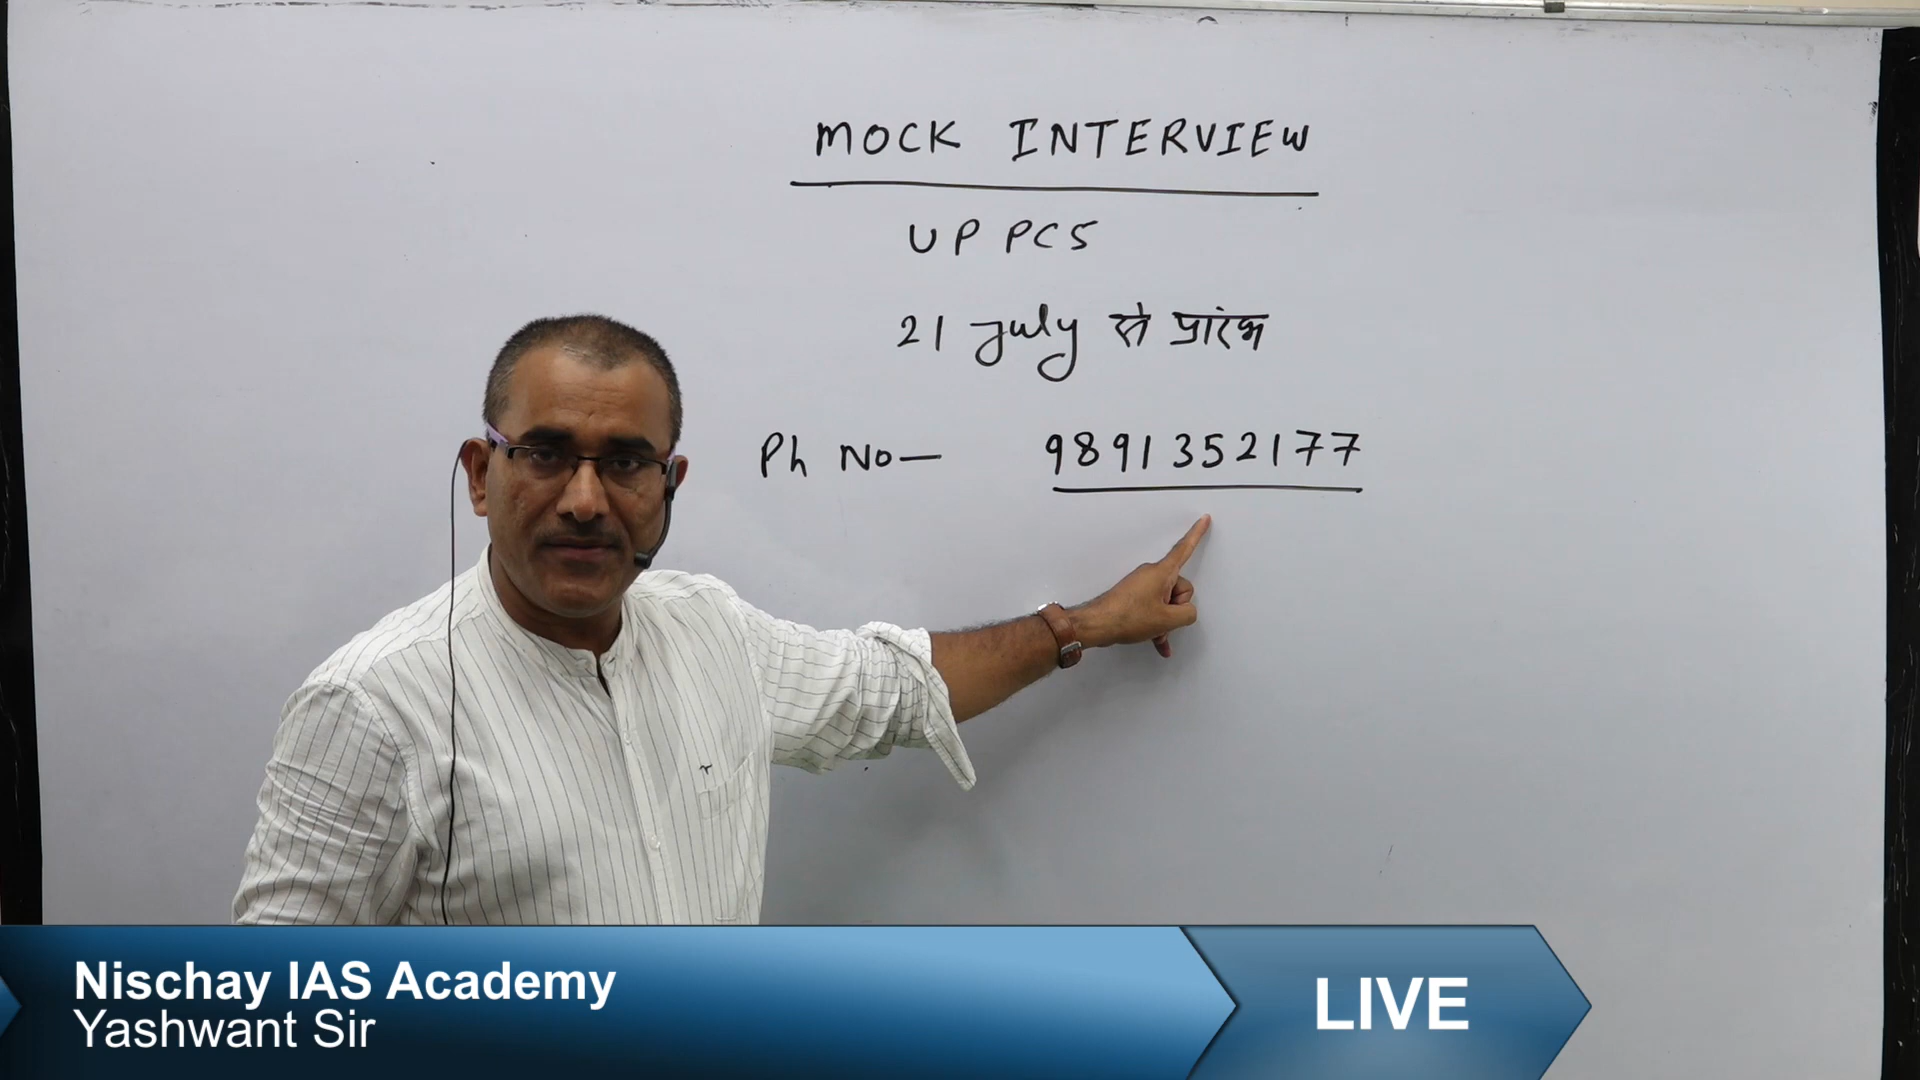 MOCK INTERVIEW
UP PCS
21 July से प्रारंभ
Ph No— 9891352177
Nischay IAS Academy
Yashwant Sir
LIVE